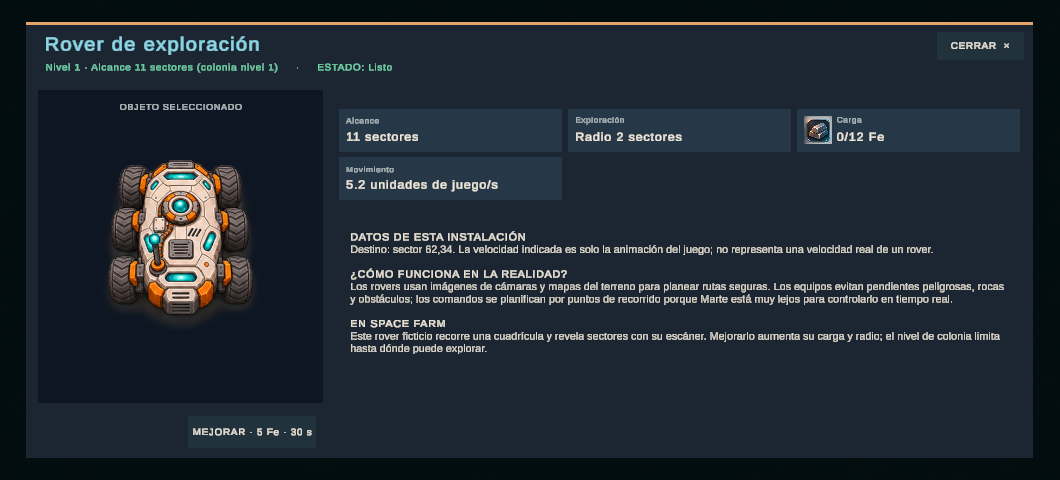 Rover de exploración
CERRAR ×
Nivel 1 · Alcance 11 sectores (colonia nivel 1) · ESTADO: Listo
OBJETO SELECCIONADO
Alcance
11 sectores
Exploración
Radio 2 sectores
Carga
0/12 Fe
Movimiento
5.2 unidades de juego/s
DATOS DE ESTA INSTALACIÓN
Destino: sector 62,34. La velocidad indicada es solo la animación del juego; no representa una velocidad real de un rover.
¿CÓMO FUNCIONA EN LA REALIDAD?
Los rovers usan imágenes de cámaras y mapas del terreno para planear rutas seguras. Los equipos evitan pendientes peligrosas, rocas
y obstáculos; los comandos se planifican por puntos de recorrido porque Marte está muy lejos para controlarlo en tiempo real.
EN SPACE FARM
Este rover ficticio recorre una cuadrícula y revela sectores con su escáner. Mejorarlo aumenta su carga y radio; el nivel de colonia limita
hasta dónde puede explorar.
MEJORAR · 5 Fe · 30 s